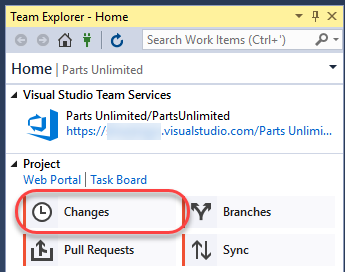 Team Explorer - Home
Search Work Items (Ctrl+')
Home | Parts Unlimited
Visual Studio Team Services
Parts Unlimited/PartsUnlimited
https:// .visualstudio.com/Parts Unlimi...
Project
Web Portal | Task Board
Changes Branches
Pull Requests Sync